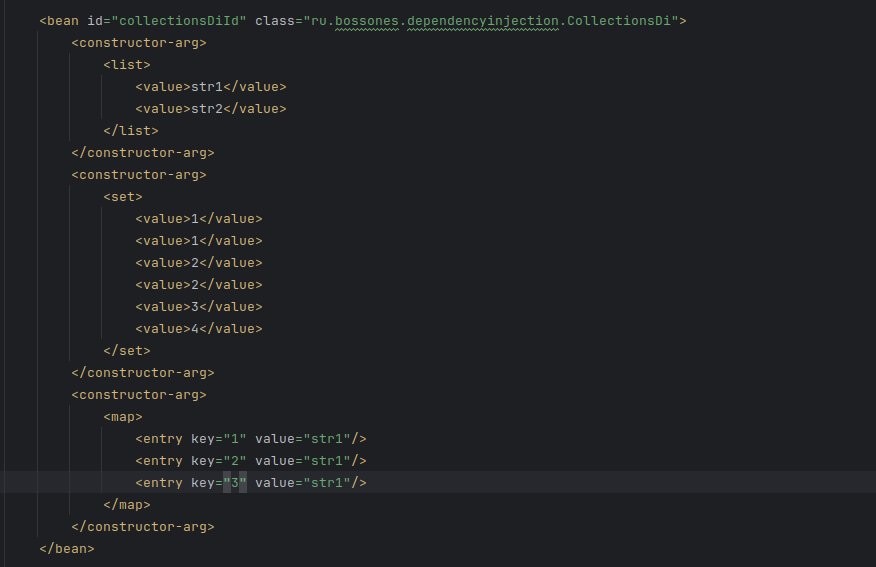 <bean id="collectionsDiId" class="ru.bossones.dependencyinjection.CollectionsDi">
<constructor-arg>
<list>
<value>str1</value>
<value>str2</value>
</list>
</constructor-arg>
<constructor-arg>
<set>
<value>1</value>
<value>1</value>
<value>2</value>
<value>2</value>
<value>3</value>
<value>4</value>
</set>
</constructor-arg>
<constructor-arg>
<map>
<entry key="1" value="str1"/>
<entry key="2" value="str1"/>
<entry key="3" value="str1"/>
</map>
</constructor-arg>
</bean>